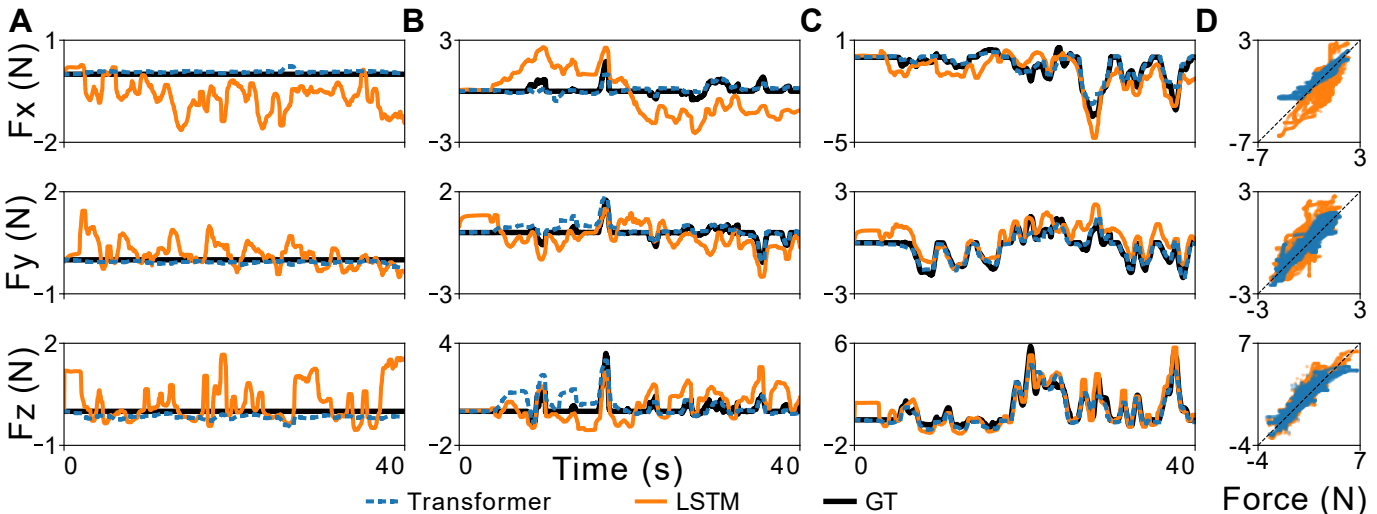 A B C D
Fx (N) 1 −2 3 −3 1 −5 3 −7 −7 3
Fy (N) 2 −1 2 −3 3 −3 3 −3 −3 3
Fz (N) 2 −1 4 −2 6 −2 7 −4 −4 7
0 40 0 40 0 40
Time (s)
Transformer LSTM GT Force (N)